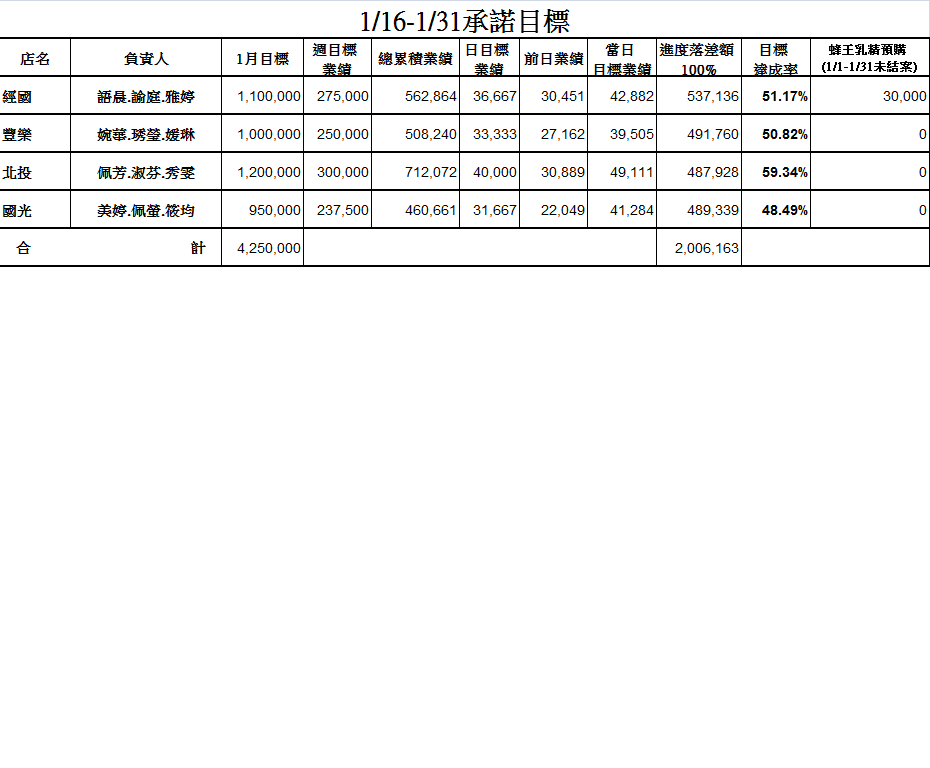 1/16-1/31承諾目標
店名 負責人 1月目標 週目標業績 總累積業績 日目標業績 前日業績 當日目標業績 進度落差額100% 目標達成率 蜂王乳精預購(1/1-1/31未結案)
經國 語晨.諭庭.雅婷 1,100,000 275,000 562,864 36,667 30,451 42,882 537,136 51.17% 30,000
豐樂 婉華.琇瑩.媛琳 1,000,000 250,000 508,240 33,333 27,162 39,505 491,760 50.82% 0
北投 佩芳.淑芬.秀雯 1,200,000 300,000 712,072 40,000 30,889 49,111 487,928 59.34% 0
國光 美婷.佩螢.筱均 950,000 237,500 460,661 31,667 22,049 41,284 489,339 48.49% 0
合 計 4,250,000 2,006,163